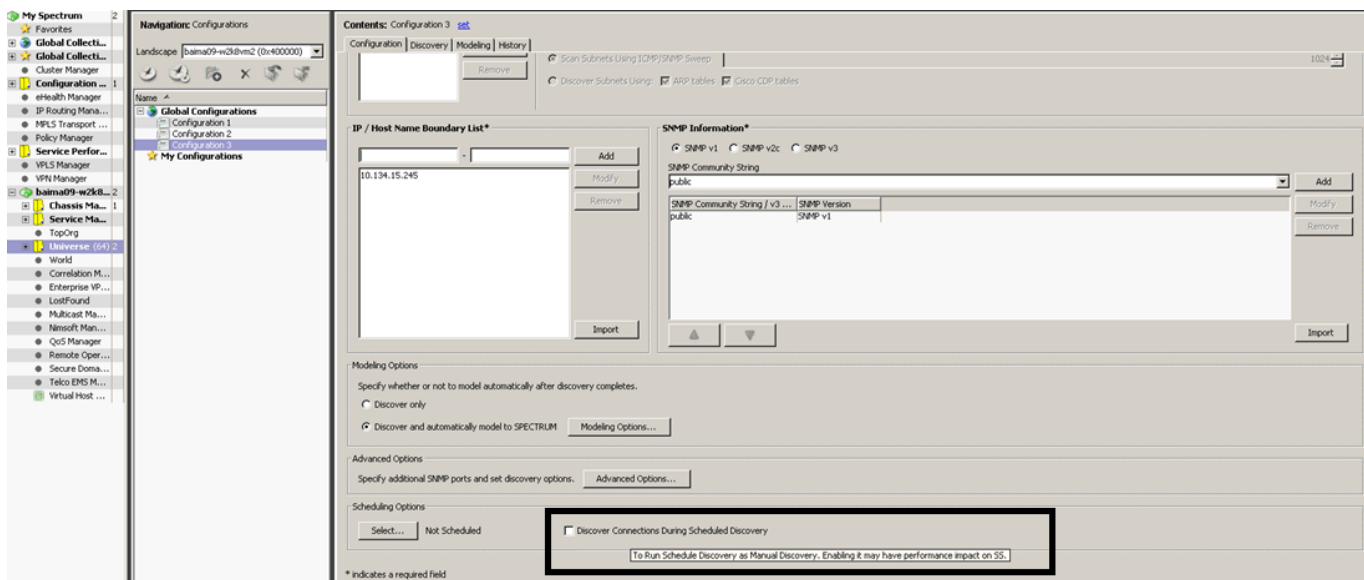 My Spectrum 2
Favorites
Global Collecti...
Global Collecti...
Cluster Manager
Configuration ... 1
eHealth Manager
IP Routing Mana...
MPLS Transport ...
Policy Manager
Service Perfor...
VPLS Manager
VPN Manager
baima09-w2k8... 2
Chassis Ma... 1
Service Ma...
TopOrg
Universe (64) 2
World
Correlation M...
Enterprise VP...
LostFound
Multicast Ma...
Nimsoft Man...
QoS Manager
Remote Oper...
Secure Doma...
Telco EMS M...
Virtual Host ...
Navigation: Configurations
Landscape baima09-w2k8vm2 (0x400000)
Name
Global Configurations
Configuration 1
Configuration 2
Configuration 3
My Configurations
Contents: Configuration 3 set
Configuration Discovery Modeling History
Remove
Scan Subnets Using ICMP/SNMP Sweep 1024
Discover Subnets Using: ARP tables Cisco CDP tables
IP / Host Name Boundary List*
- Add
10.134.15.245
Modify
Remove
Import
SNMP Information*
SNMP v1 SNMP v2c SNMP v3
SNMP Community String
public Add
SNMP Community String / v3 ... SNMP Version Modify
public SNMP v1
Remove
Import
Modeling Options
Specify whether or not to model automatically after discovery completes.
Discover only
Discover and automatically model to SPECTRUM Modeling Options...
Advanced Options
Specify additional SNMP ports and set discovery options. Advanced Options...
Scheduling Options
Select... Not Scheduled Discover Connections During Scheduled Discovery
To Run Schedule Discovery as Manual Discovery. Enabling it may have performance impact on SS.
* indicates a required field